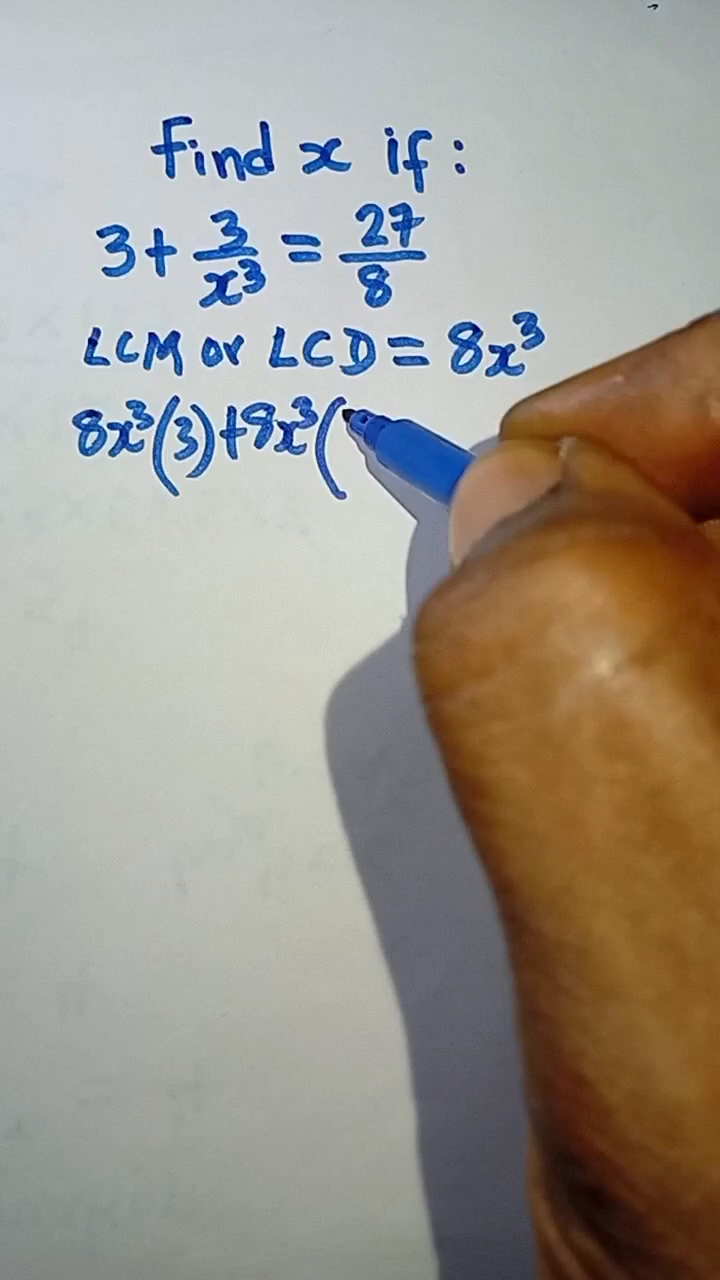 Find x if:
3 + 3/x³ = 27/8
LCM or LCD = 8x³
8x³(3)+8x³(